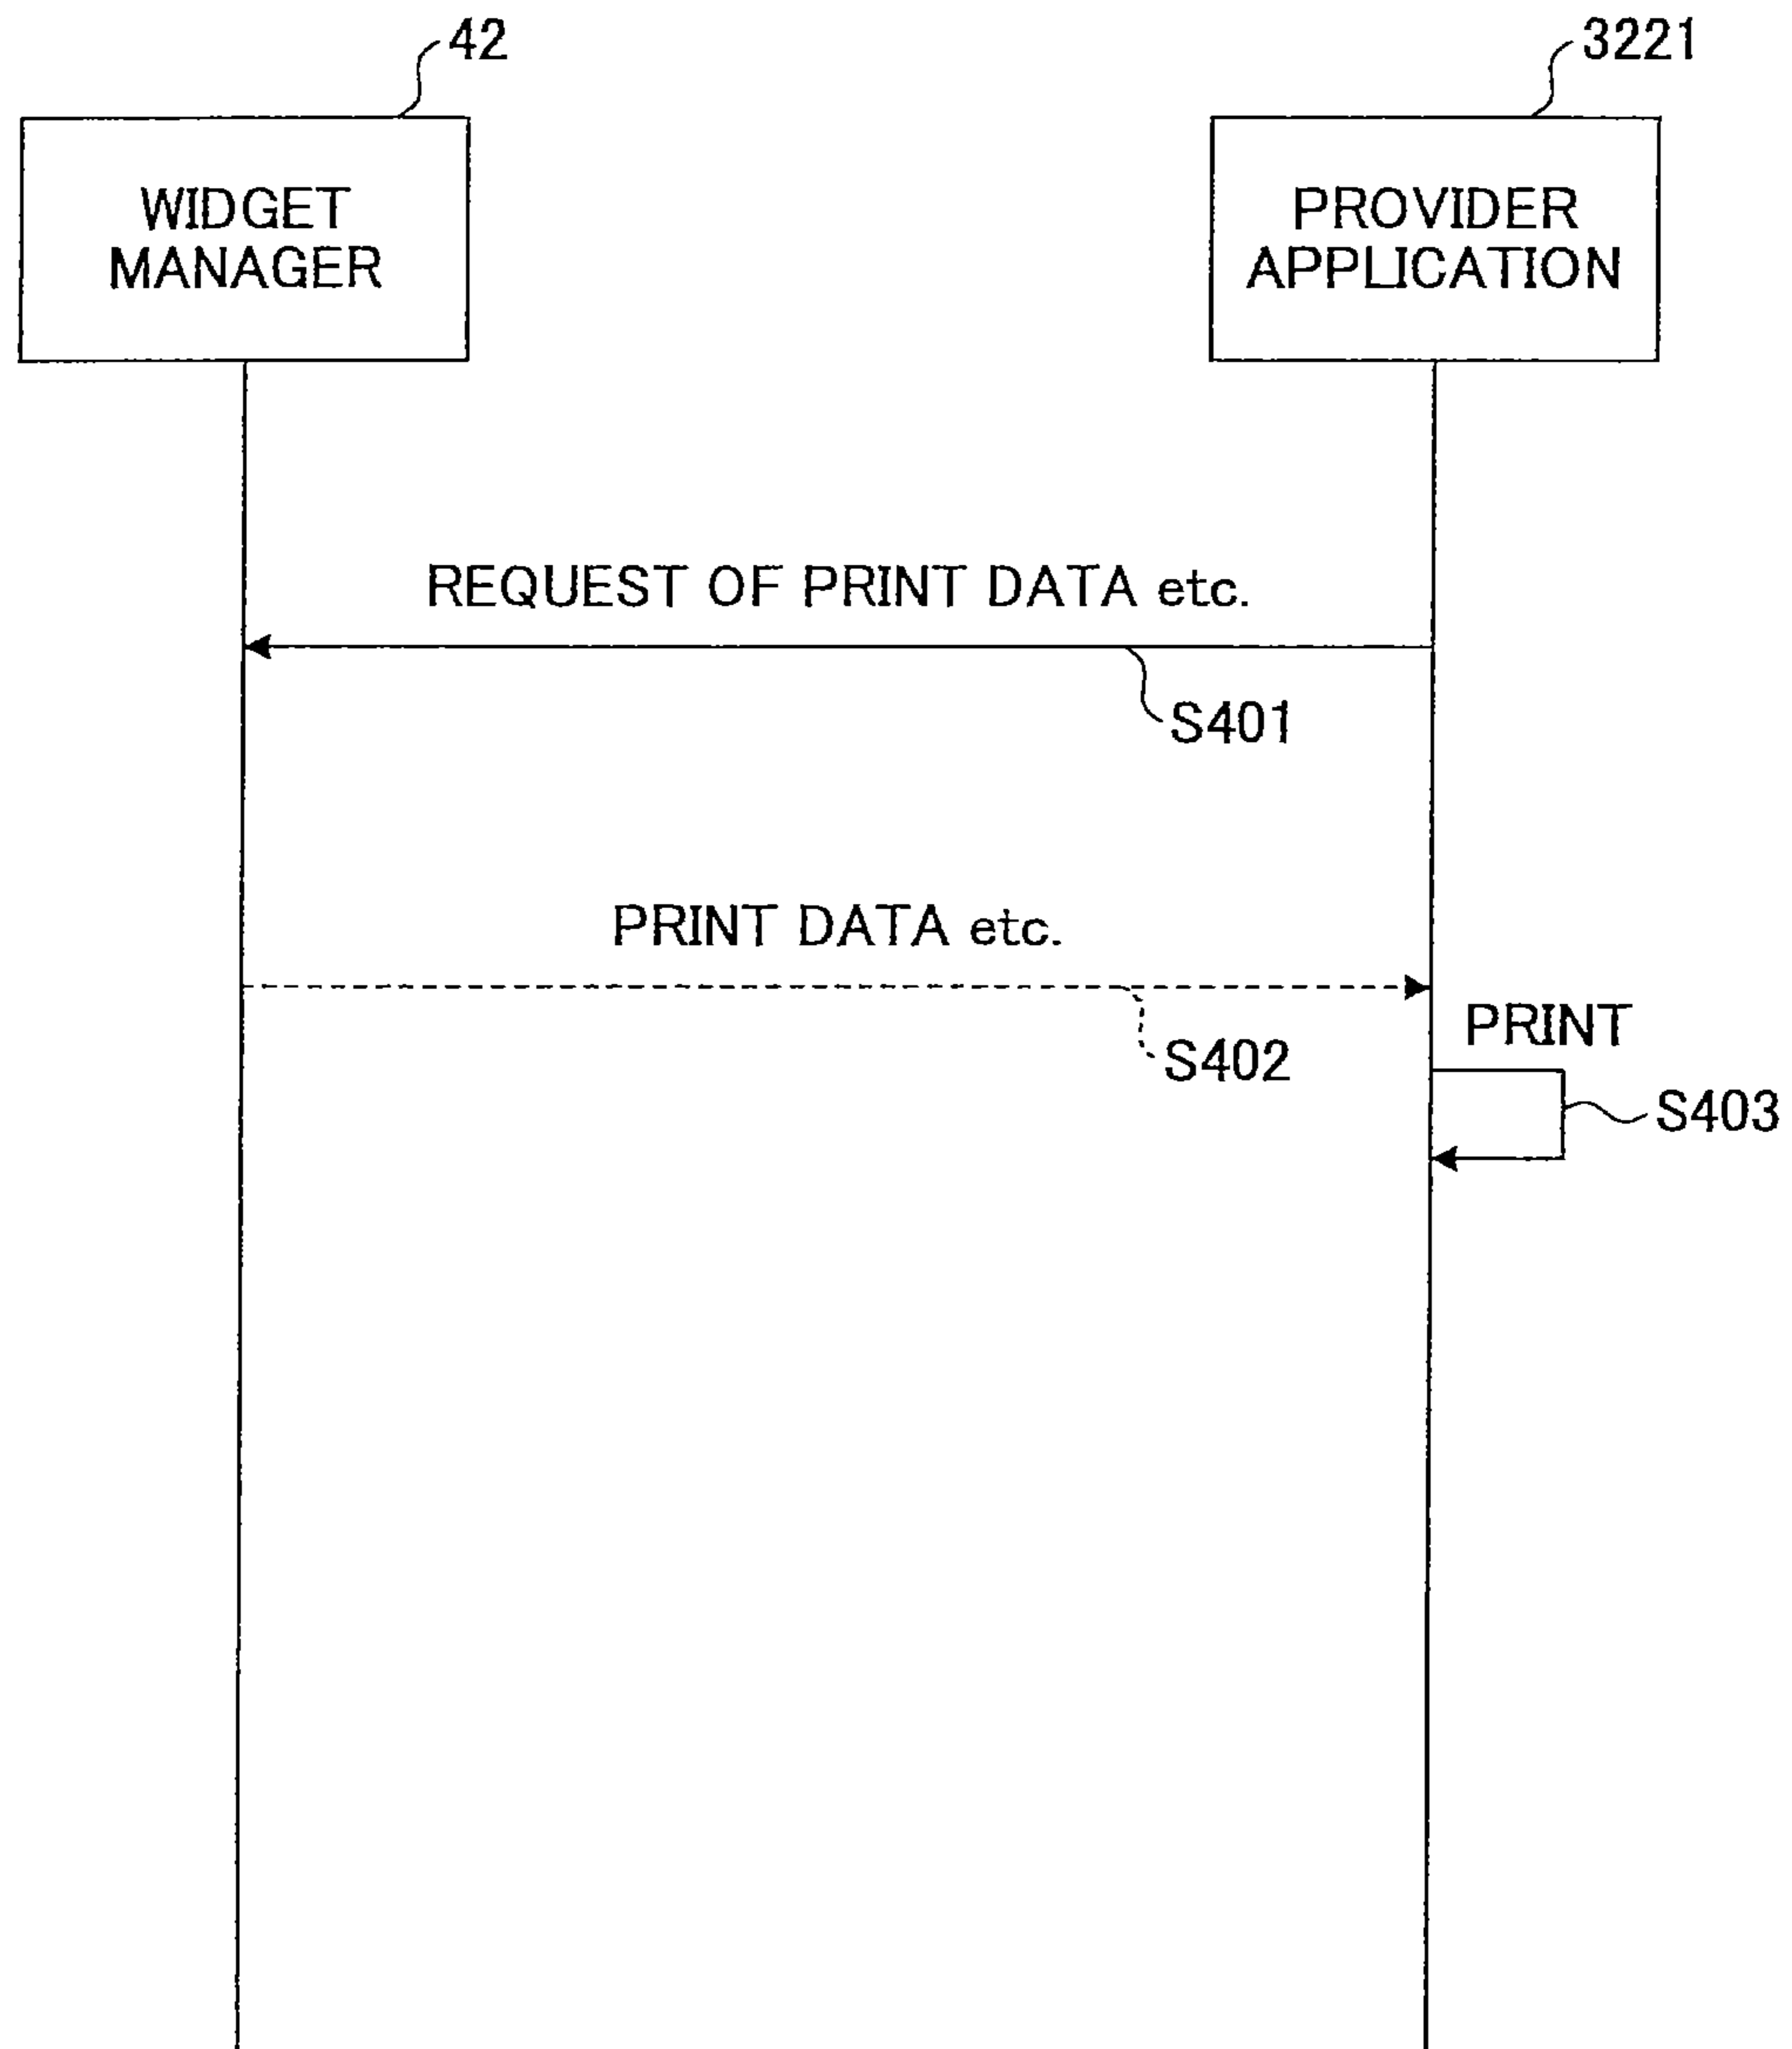 42
3221
WIDGET
MANAGER
PROVIDER
APPLICATION
REQUEST OF PRINT DATA etc.
S401
PRINT DATA etc.
S402
PRINT
S403